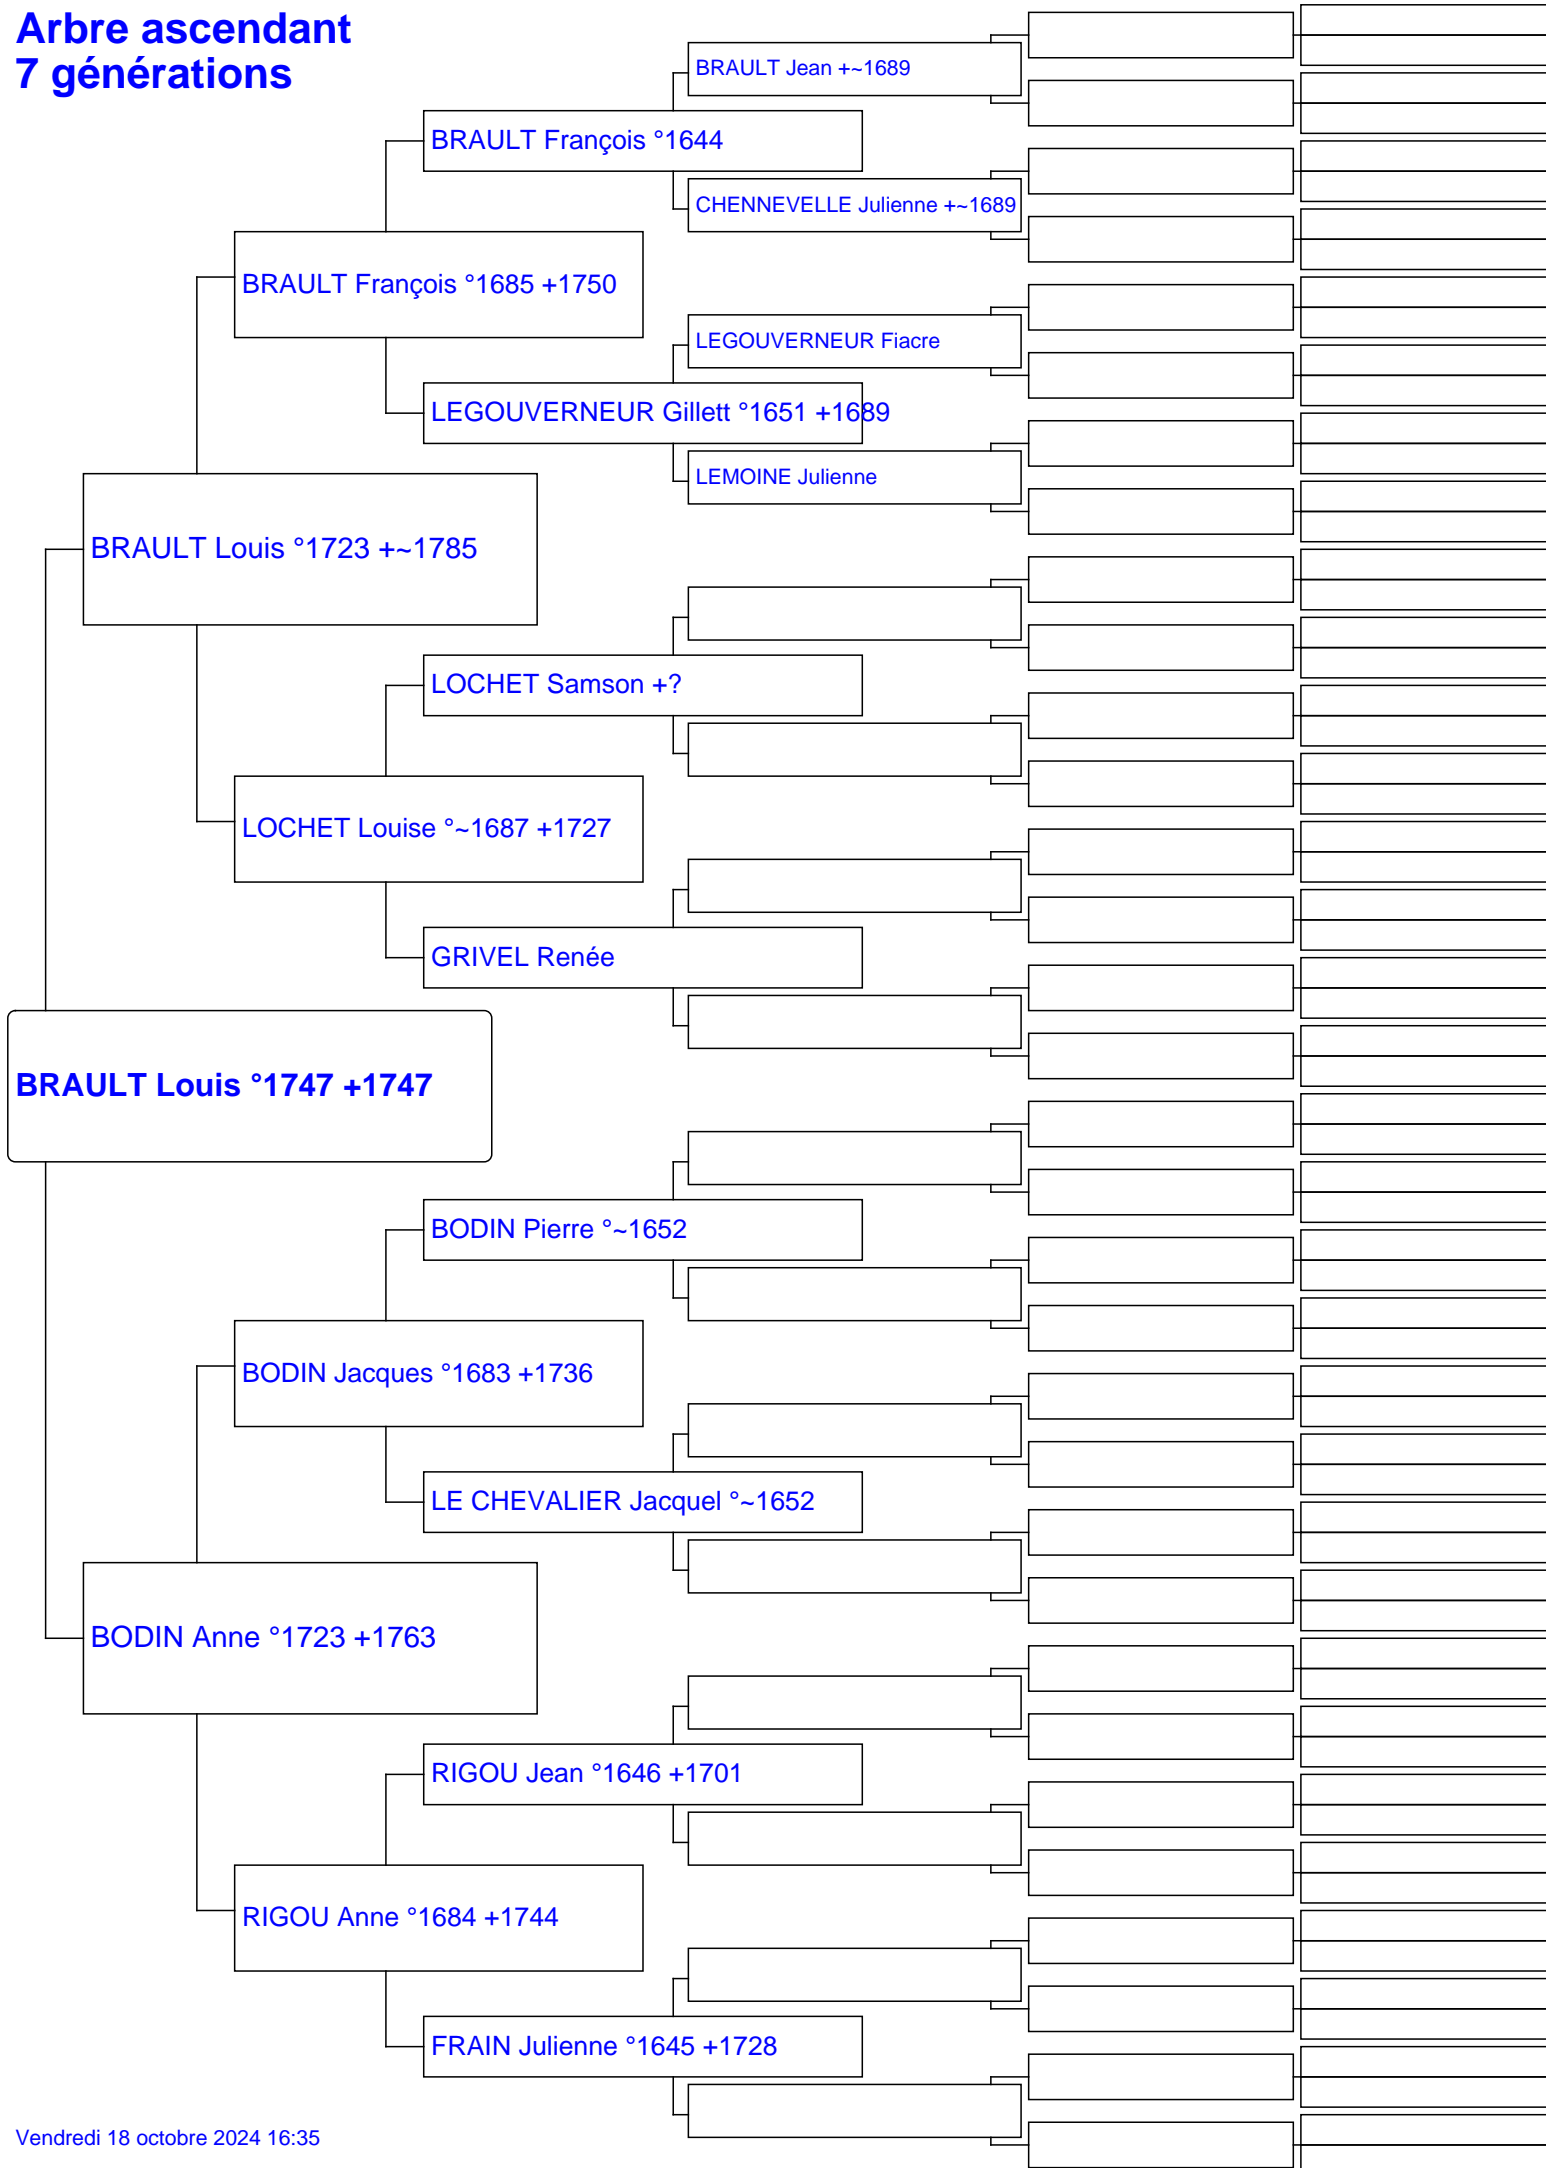 Arbre ascendant
7 générations
BRAULT Jean +~1689
BRAULT François °1644
CHENNEVELLE Julienne +~1689
BRAULT François °1685 +1750
LEGOUVERNEUR Fiacre
LEGOUVERNEUR Gillett °1651 +1689
LEMOINE Julienne
BRAULT Louis °1723 +~1785
LOCHET Samson +?
LOCHET Louise °~1687 +1727
GRIVEL Renée
BRAULT Louis °1747 +1747
BODIN Pierre °~1652
BODIN Jacques °1683 +1736
LE CHEVALIER Jacquel °~1652
BODIN Anne °1723 +1763
RIGOU Jean °1646 +1701
RIGOU Anne °1684 +1744
FRAIN Julienne °1645 +1728
Vendredi 18 octobre 2024 16:35